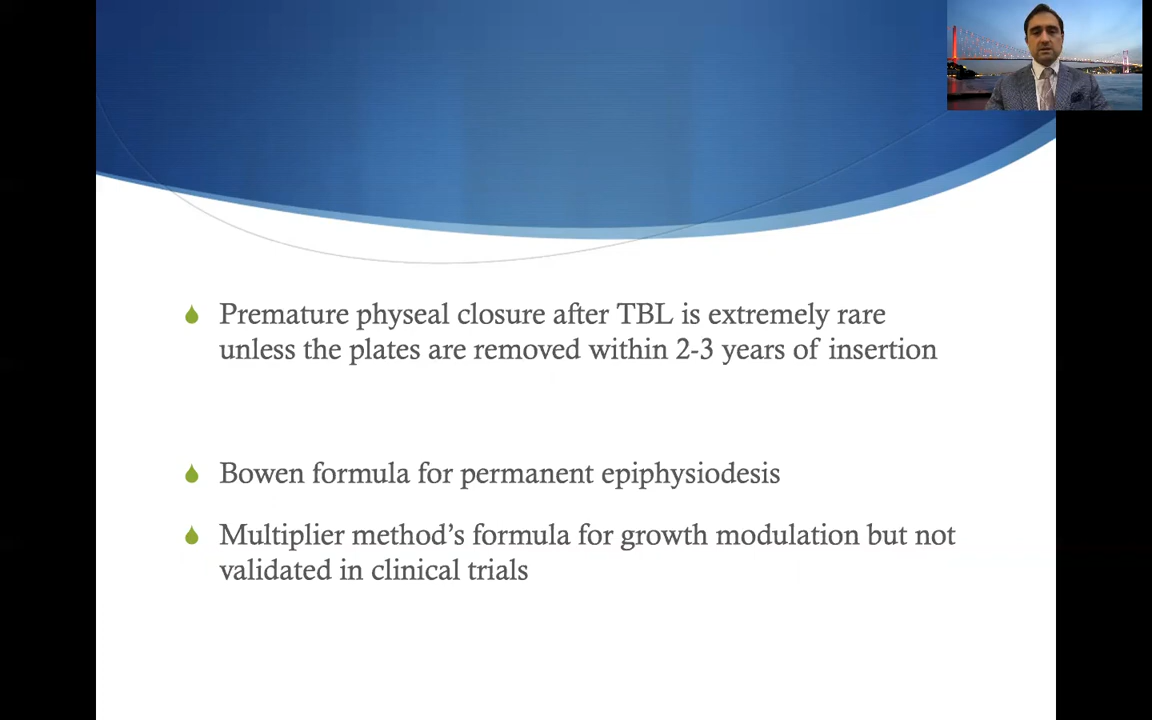 Premature physeal closure after TBL is extremely rare
unless the plates are removed within 2-3 years of insertion
Bowen formula for permanent epiphysiodesis
Multiplier method’s formula for growth modulation but not
validated in clinical trials